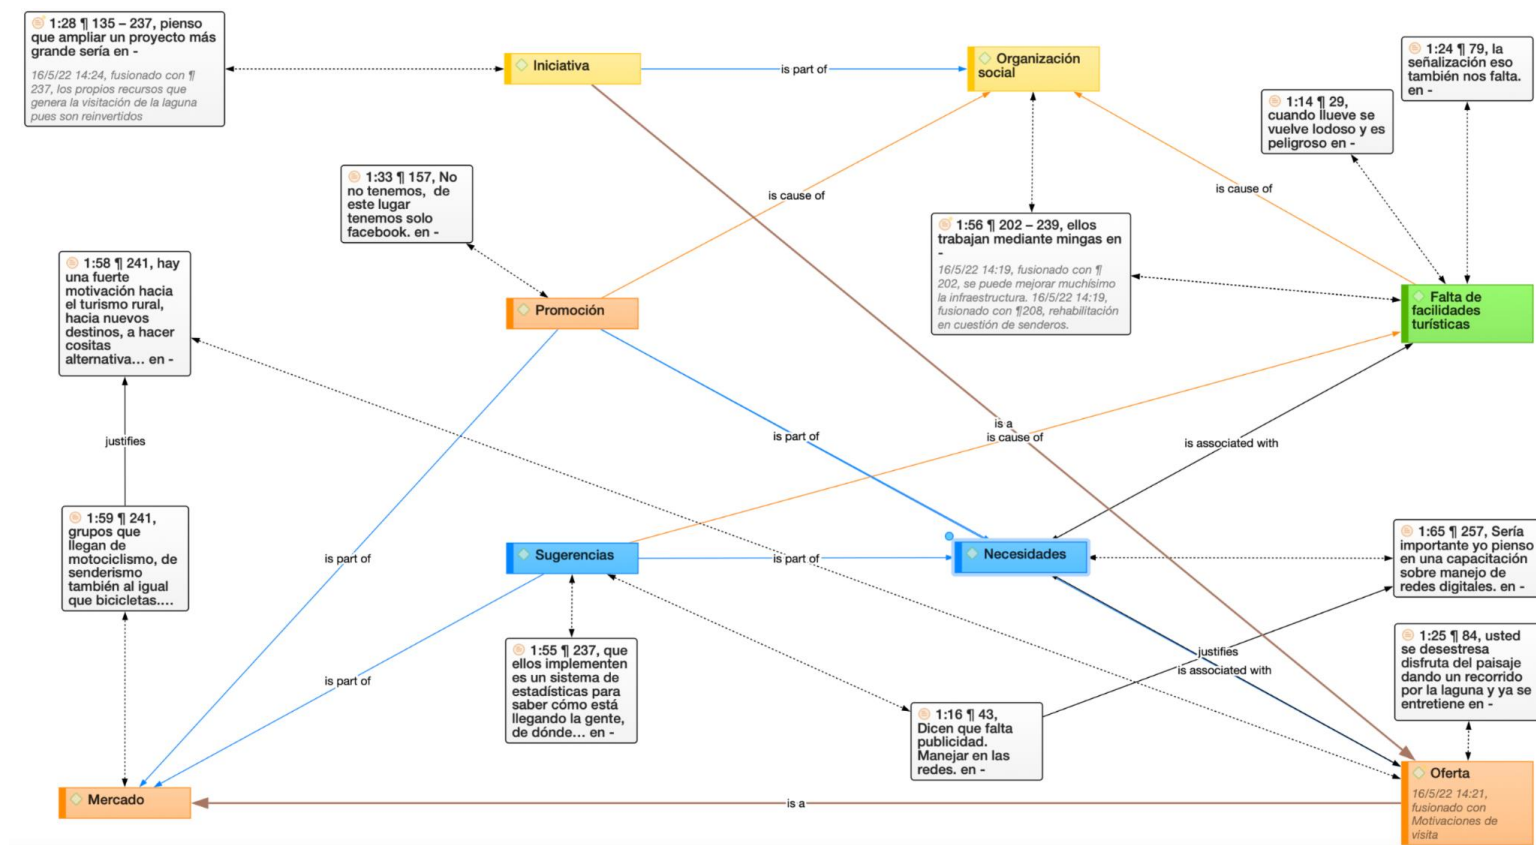 1:28 ¶ 135 – 237, pienso
que ampliar un proyecto más
grande sería en -
16/5/22 14:24, fusionado con ¶
237, los propios recursos que
genera la visitación de la laguna
pues son reinvertidos
Iniciativa
is part of
Organización
social
1:24 ¶ 79, la
señalización eso
también nos falta.
en -
1:14 ¶ 29,
cuando llueve se
vuelve lodoso y es
peligroso en -
1:33 ¶ 157, No
no tenemos, de
este lugar
tenemos solo
facebook. en -
is cause of
is cause of
1:56 ¶ 202 – 239, ellos
trabajan mediante mingas en
-
16/5/22 14:19, fusionado con ¶
202, se puede mejorar muchísimo
la infraestructura. 16/5/22 14:19,
fusionado con ¶208, rehabilitación
en cuestión de senderos.
1:58 ¶ 241, hay
una fuerte
motivación hacia
el turismo rural,
hacia nuevos
destinos, a hacer
cositas
alternativa... en -
Promoción
Falta de
facilidades
turísticas
justifies
is part of
is a
is cause of
is associated with
1:59 ¶ 241,
grupos que
llegan de
motociclismo, de
senderismo
también al igual
que bicicletas....
is part of
Sugerencias
is part of
Necesidades
1:65 ¶ 257, Sería
importante yo pienso
en una capacitación
sobre manejo de
redes digitales. en -
1:55 ¶ 237, que
ellos implementen
es un sistema de
estadísticas para
saber cómo está
llegando la gente,
de dónde... en -
is part of
justifies
is associated with
1:25 ¶ 84, usted
se desestresa
disfruta del paisaje
dando un recorrido
por la laguna y ya se
entretiene en -
1:16 ¶ 43,
Dicen que falta
publicidad.
Manejar en las
redes. en -
Mercado
is a
Oferta
16/5/22 14:21,
fusionado con
Motivaciones de
visita